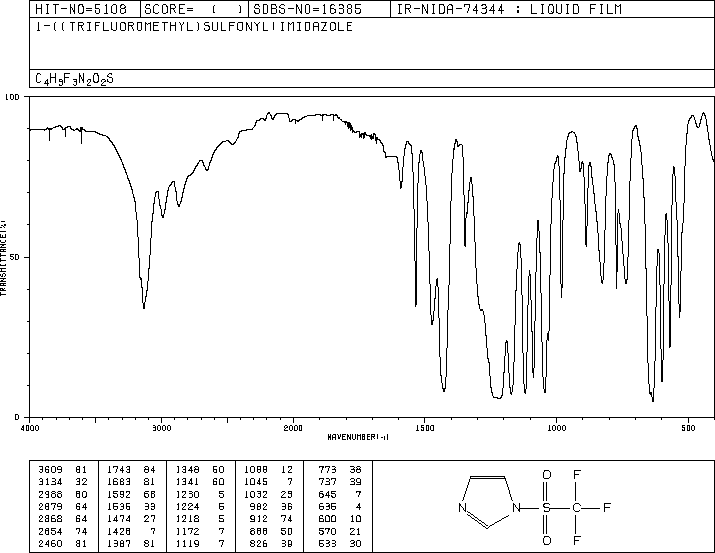 HIT-NO=5108 SCORE= ( ) SDBS-NO=16385 IR-NIDA-74344 : LIQUID FILM
1-((TRIFLUOROMETHYL)SULFONYL)IMIDAZOLE
C4H3F3N2O2S
100
50
0
TRANSMITTANCE(%)
4000 3000 2000 1500 1000 500
WAVENUMBER(-1)
3609 81 1743 84 1348 60 1088 12 773 38
3134 32 1663 81 1341 60 1045 7 737 39
2988 60 1592 68 1230 5 1032 23 645 7
2879 64 1536 33 1224 5 982 36 635 4
2868 64 1474 27 1218 5 912 74 600 10
2654 74 1428 7 1172 7 888 50 570 21
2460 81 1387 81 1119 7 826 39 533 30
O F
N N S C F
O F